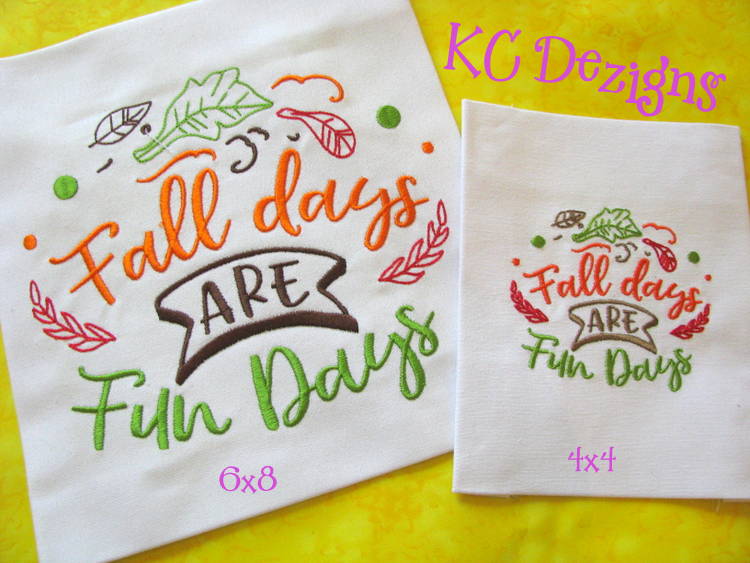 KC Dezigns
Fall days
ARE
Fun Days
6x8
Fall days
ARE
Fun Days
4x4